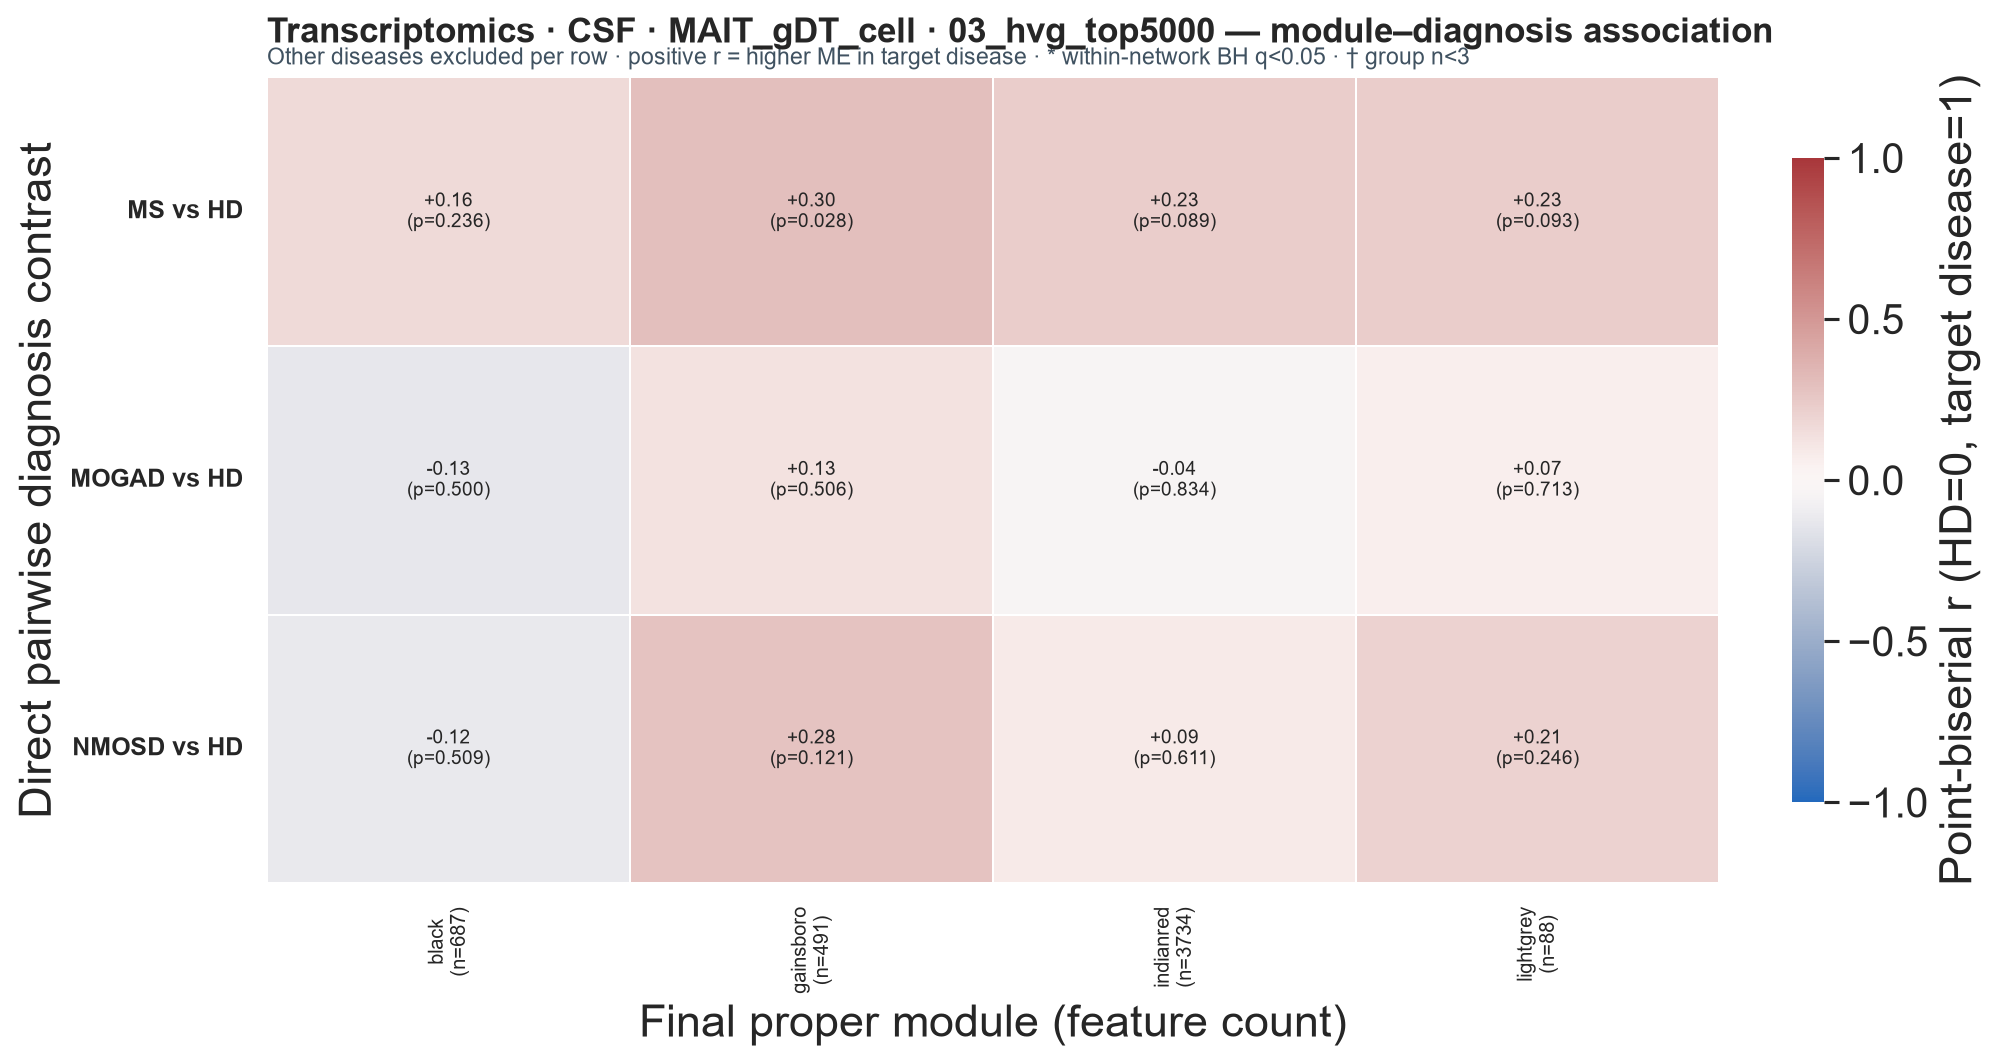 Transcriptomics · CSF · MAIT_gDT_cell · 03_hvg_top5000 — module–diagnosis association
Other diseases excluded per row · positive r = higher ME in target disease · * within-network BH q<0.05 · † group n<3
Direct pairwise diagnosis contrast
MS vs HD
+0.16
(p=0.236)
+0.30
(p=0.028)
+0.23
(p=0.089)
+0.23
(p=0.093)
MOGAD vs HD
-0.13
(p=0.500)
+0.13
(p=0.506)
-0.04
(p=0.834)
+0.07
(p=0.713)
NMOSD vs HD
-0.12
(p=0.509)
+0.28
(p=0.121)
+0.09
(p=0.611)
+0.21
(p=0.246)
black
(n=687)
gainsboro
(n=491)
indianred
(n=3734)
lightgrey
(n=88)
Final proper module (feature count)
1.0
0.5
0.0
−0.5
−1.0
Point-biserial r (HD=0, target disease=1)